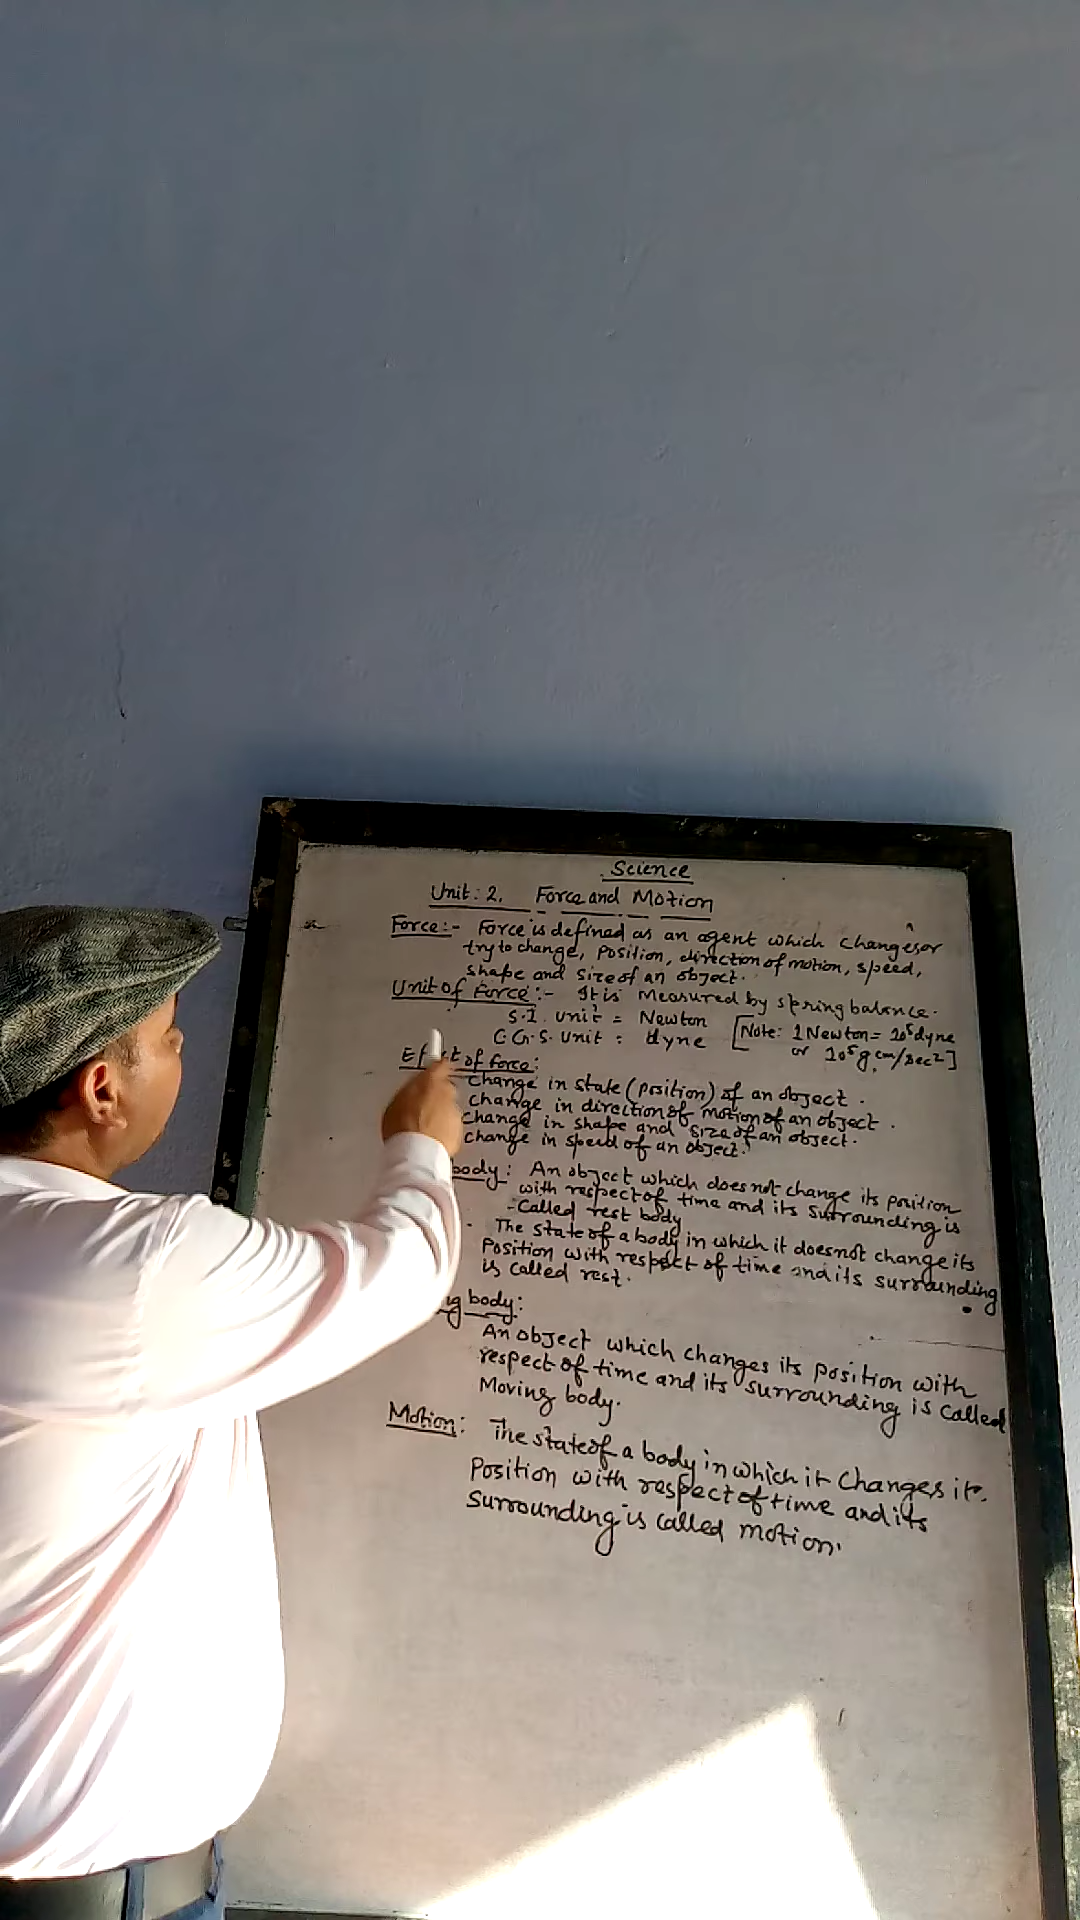 Science
Unit: 2. Force and Motion
Force:- Force is defined as an agent which changes or
try to change, position, direction of motion, speed,
shape and size of an object.
Unit of Force:- It is Measured by spring balance.
S.I. unit = Newton [Note: 1 Newton = 10⁵ dyne
C.G.S. unit = dyne or 10⁵ g cm/sec²]
of force:
Change in state (position) of an object.
change in direction of motion of an object.
change in shape and size of an object.
change in speed of an object.
body: An object which does not change its position
with respect of time and its surrounding is
- Called rest body
The state of a body in which it does not change its
Position with respect of time and its surrounding
is called rest.
body:
An object which changes its position with
respect of time and its surrounding is called
Moving body.
Motion: The state of a body in which it Changes it.
Position with respect of time and its
Surrounding is called motion.